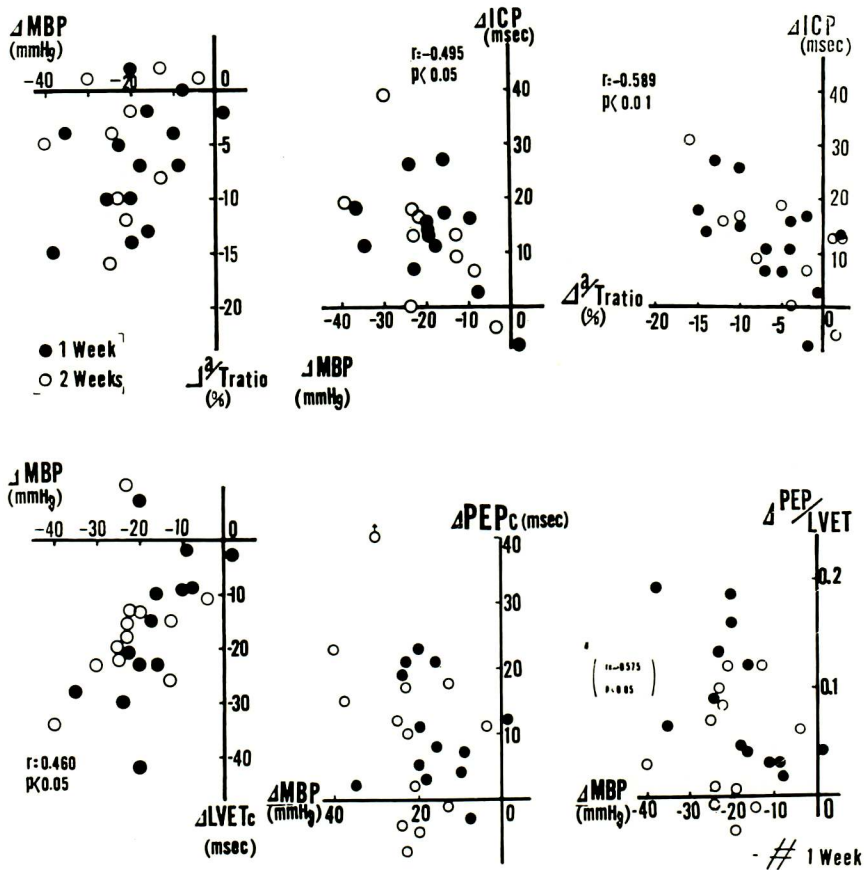 ΔMBP
(mmHg)
-40 -20 0
-5
-10
-15
-20
● 1 Week
○ 2 Weeks
Δa/Tratio
(%)
ΔICP
(msec)
r=-0.495
p<0.05
40
30
20
10
-40 -30 -20 -10 0
ΔMBP
(mmHg)
ΔICP
(msec)
r=-0.589
p<0.01
40
30
20
10
Δa/Tratio
(%)
-20 -15 -10 -5 0
ΔMBP
(mmHg)
-40 -30 -20 -10 0
-10
-20
-30
-40
r=0.460
p<0.05
ΔLVETc
(msec)
ΔPEPc (msec)
40
30
20
10
ΔMBP
(mmHg)
40 20 0
ΔPEP/LVET
0.2
0.1
r=-0.575
p<0.05
ΔMBP
(mmHg)
-40 -30 -20 -10 0
- # 1 Week